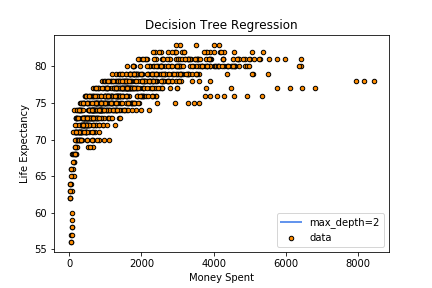 Decision Tree Regression
Life Expectancy
80
75
70
65
60
55
0
2000
4000
6000
8000
Money Spent
max_depth=2
data